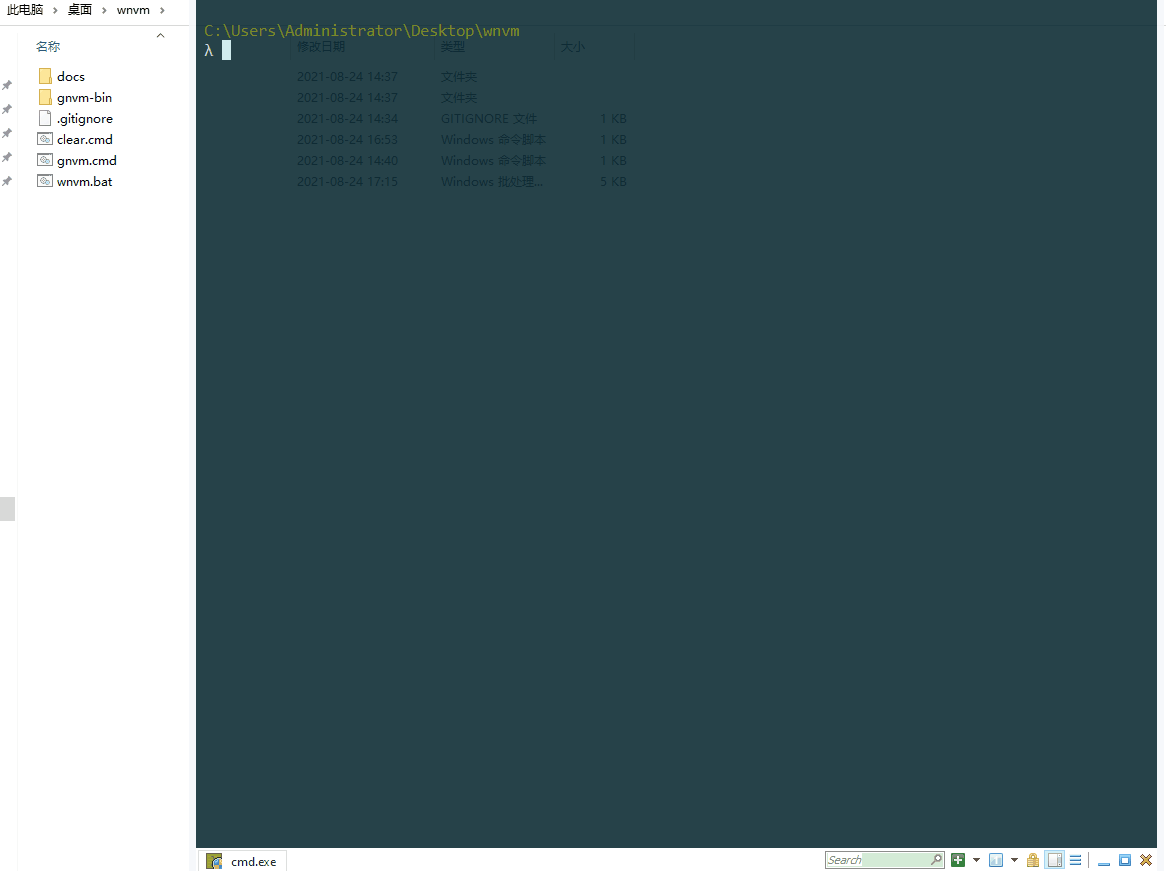 此电脑 > 桌面 > wnvm >
C:\Users\Administrator\Desktop\wnvm
λ
名称 修改日期 类型 大小
docs 2021-08-24 14:37 文件夹
gnvm-bin 2021-08-24 14:37 文件夹
.gitignore 2021-08-24 14:34 GITIGNORE 文件 1 KB
clear.cmd 2021-08-24 16:53 Windows 命令脚本 1 KB
gnvm.cmd 2021-08-24 14:40 Windows 命令脚本 1 KB
wnvm.bat 2021-08-24 17:15 Windows 批处理... 5 KB
cmd.exe Search